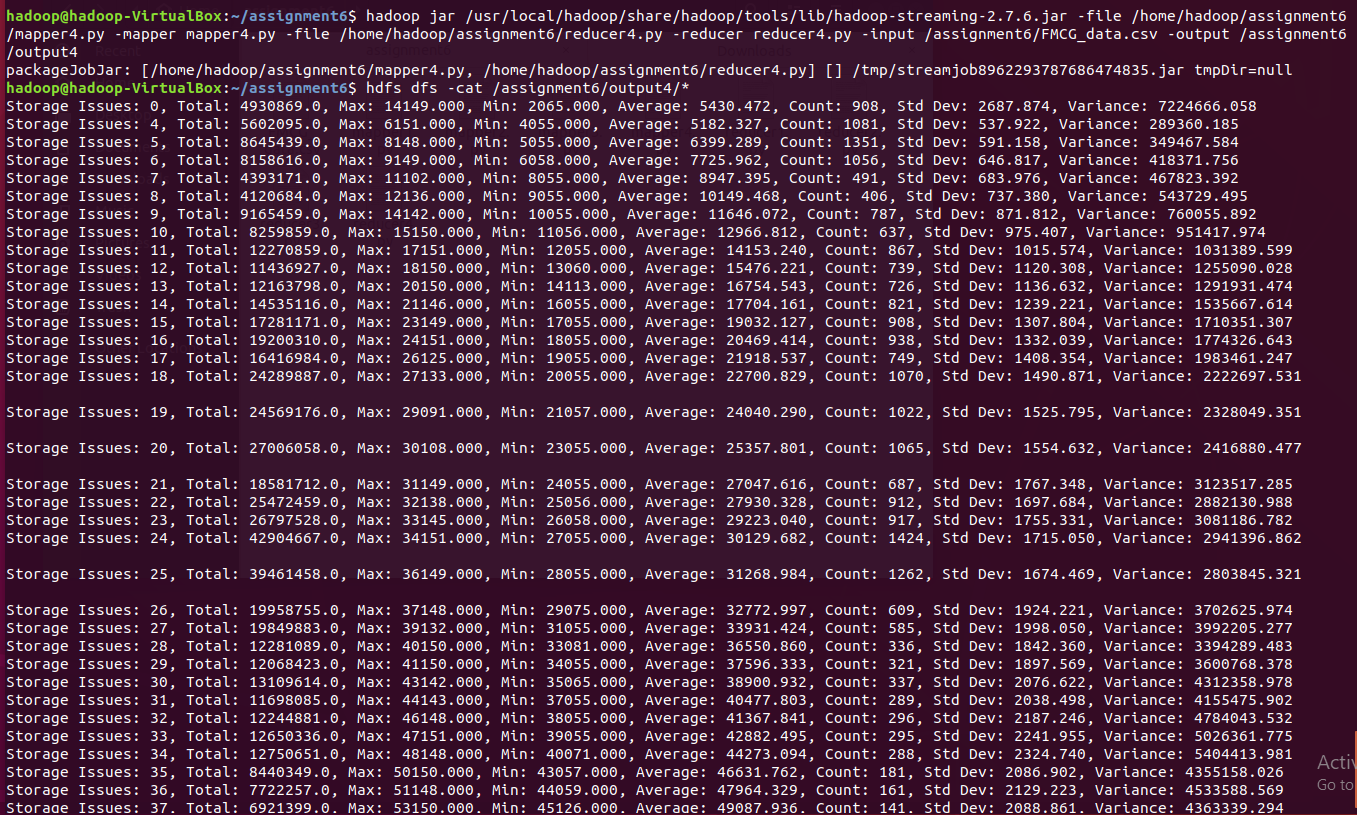 hadoop@hadoop-VirtualBox:~/assignment6$ hadoop jar /usr/local/hadoop/share/hadoop/tools/lib/hadoop-streaming-2.7.6.jar -file /home/hadoop/assignment6
/mapper4.py -mapper mapper4.py -file /home/hadoop/assignment6/reducer4.py -reducer reducer4.py -input /assignment6/FMCG_data.csv -output /assignment6
/output4
packageJobJar: [/home/hadoop/assignment6/mapper4.py, /home/hadoop/assignment6/reducer4.py] [] /tmp/streamjob8962293787686474835.jar tmpDir=null
hadoop@hadoop-VirtualBox:~/assignment6$ hdfs dfs -cat /assignment6/output4/*
Storage Issues: 0, Total: 4930869.0, Max: 14149.000, Min: 2065.000, Average: 5430.472, Count: 908, Std Dev: 2687.874, Variance: 7224666.058
Storage Issues: 4, Total: 5602095.0, Max: 6151.000, Min: 4055.000, Average: 5182.327, Count: 1081, Std Dev: 537.922, Variance: 289360.185
Storage Issues: 5, Total: 8645439.0, Max: 8148.000, Min: 5055.000, Average: 6399.289, Count: 1351, Std Dev: 591.158, Variance: 349467.584
Storage Issues: 6, Total: 8158616.0, Max: 9149.000, Min: 6058.000, Average: 7725.962, Count: 1056, Std Dev: 646.817, Variance: 418371.756
Storage Issues: 7, Total: 4393171.0, Max: 11102.000, Min: 8055.000, Average: 8947.395, Count: 491, Std Dev: 683.976, Variance: 467823.392
Storage Issues: 8, Total: 4120684.0, Max: 12136.000, Min: 9055.000, Average: 10149.468, Count: 406, Std Dev: 737.380, Variance: 543729.495
Storage Issues: 9, Total: 9165459.0, Max: 14142.000, Min: 10055.000, Average: 11646.072, Count: 787, Std Dev: 871.812, Variance: 760055.892
Storage Issues: 10, Total: 8259859.0, Max: 15150.000, Min: 11056.000, Average: 12966.812, Count: 637, Std Dev: 975.407, Variance: 951417.974
Storage Issues: 11, Total: 12270859.0, Max: 17151.000, Min: 12055.000, Average: 14153.240, Count: 867, Std Dev: 1015.574, Variance: 1031389.599
Storage Issues: 12, Total: 11436927.0, Max: 18150.000, Min: 13060.000, Average: 15476.221, Count: 739, Std Dev: 1120.308, Variance: 1255090.028
Storage Issues: 13, Total: 12163798.0, Max: 20150.000, Min: 14113.000, Average: 16754.543, Count: 726, Std Dev: 1136.632, Variance: 1291931.474
Storage Issues: 14, Total: 14535116.0, Max: 21146.000, Min: 16055.000, Average: 17704.161, Count: 821, Std Dev: 1239.221, Variance: 1535667.614
Storage Issues: 15, Total: 17281171.0, Max: 23149.000, Min: 17055.000, Average: 19032.127, Count: 908, Std Dev: 1307.804, Variance: 1710351.307
Storage Issues: 16, Total: 19200310.0, Max: 24151.000, Min: 18055.000, Average: 20469.414, Count: 938, Std Dev: 1332.039, Variance: 1774326.643
Storage Issues: 17, Total: 16416984.0, Max: 26125.000, Min: 19055.000, Average: 21918.537, Count: 749, Std Dev: 1408.354, Variance: 1983461.247
Storage Issues: 18, Total: 24289887.0, Max: 27133.000, Min: 20055.000, Average: 22700.829, Count: 1070, Std Dev: 1490.871, Variance: 2222697.531
Storage Issues: 19, Total: 24569176.0, Max: 29091.000, Min: 21057.000, Average: 24040.290, Count: 1022, Std Dev: 1525.795, Variance: 2328049.351
Storage Issues: 20, Total: 27006058.0, Max: 30108.000, Min: 23055.000, Average: 25357.801, Count: 1065, Std Dev: 1554.632, Variance: 2416880.477
Storage Issues: 21, Total: 18581712.0, Max: 31149.000, Min: 24055.000, Average: 27047.616, Count: 687, Std Dev: 1767.348, Variance: 3123517.285
Storage Issues: 22, Total: 25472459.0, Max: 32138.000, Min: 25056.000, Average: 27930.328, Count: 912, Std Dev: 1697.684, Variance: 2882130.988
Storage Issues: 23, Total: 26797528.0, Max: 33145.000, Min: 26058.000, Average: 29223.040, Count: 917, Std Dev: 1755.331, Variance: 3081186.782
Storage Issues: 24, Total: 42904667.0, Max: 34151.000, Min: 27055.000, Average: 30129.682, Count: 1424, Std Dev: 1715.050, Variance: 2941396.862
Storage Issues: 25, Total: 39461458.0, Max: 36149.000, Min: 28055.000, Average: 31268.984, Count: 1262, Std Dev: 1674.469, Variance: 2803845.321
Storage Issues: 26, Total: 19958755.0, Max: 37148.000, Min: 29075.000, Average: 32772.997, Count: 609, Std Dev: 1924.221, Variance: 3702625.974
Storage Issues: 27, Total: 19849883.0, Max: 39132.000, Min: 31055.000, Average: 33931.424, Count: 585, Std Dev: 1998.050, Variance: 3992205.277
Storage Issues: 28, Total: 12281089.0, Max: 40150.000, Min: 33081.000, Average: 36550.860, Count: 336, Std Dev: 1842.360, Variance: 3394289.483
Storage Issues: 29, Total: 12068423.0, Max: 41150.000, Min: 34055.000, Average: 37596.333, Count: 321, Std Dev: 1897.569, Variance: 3600768.378
Storage Issues: 30, Total: 13109614.0, Max: 43142.000, Min: 35065.000, Average: 38900.932, Count: 337, Std Dev: 2076.622, Variance: 4312358.978
Storage Issues: 31, Total: 11698085.0, Max: 44143.000, Min: 37055.000, Average: 40477.803, Count: 289, Std Dev: 2038.498, Variance: 4155475.902
Storage Issues: 32, Total: 12244881.0, Max: 46148.000, Min: 38055.000, Average: 41367.841, Count: 296, Std Dev: 2187.246, Variance: 4784043.532
Storage Issues: 33, Total: 12650336.0, Max: 47151.000, Min: 39055.000, Average: 42882.495, Count: 295, Std Dev: 2241.955, Variance: 5026361.775
Storage Issues: 34, Total: 12750651.0, Max: 48148.000, Min: 40071.000, Average: 44273.094, Count: 288, Std Dev: 2324.740, Variance: 5404413.981
Storage Issues: 35, Total: 8440349.0, Max: 50150.000, Min: 43057.000, Average: 46631.762, Count: 181, Std Dev: 2086.902, Variance: 4355158.026
Storage Issues: 36, Total: 7722257.0, Max: 51148.000, Min: 44059.000, Average: 47964.329, Count: 161, Std Dev: 2129.223, Variance: 4533588.569
Storage Issues: 37, Total: 6921399.0, Max: 53150.000, Min: 45126.000, Average: 49087.936, Count: 141, Std Dev: 2088.861, Variance: 4363339.294
Go to